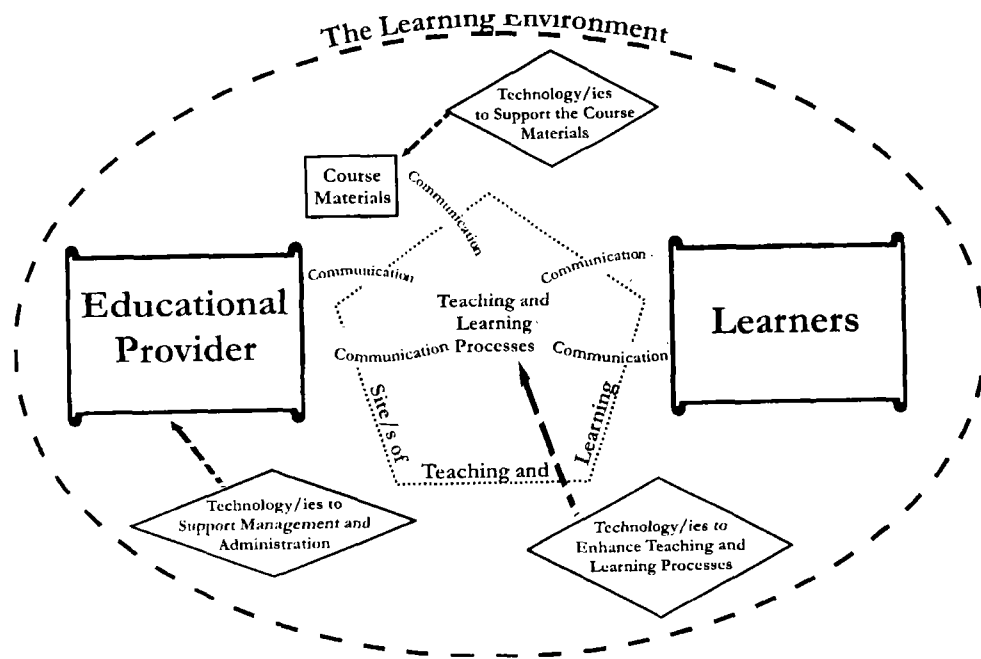 The Learning Environment
Technology/ies
to Support the Course
Materials
Course
Materials
Communication
Communication
Communication
Educational
Provider
Teaching and
Learning
Processes
Learners
Communication
Communication
Site/s of
Teaching and
Learning
Technology/ies to
Support Management and
Administration
Technology/ies to
Enhance Teaching and
Learning Processes